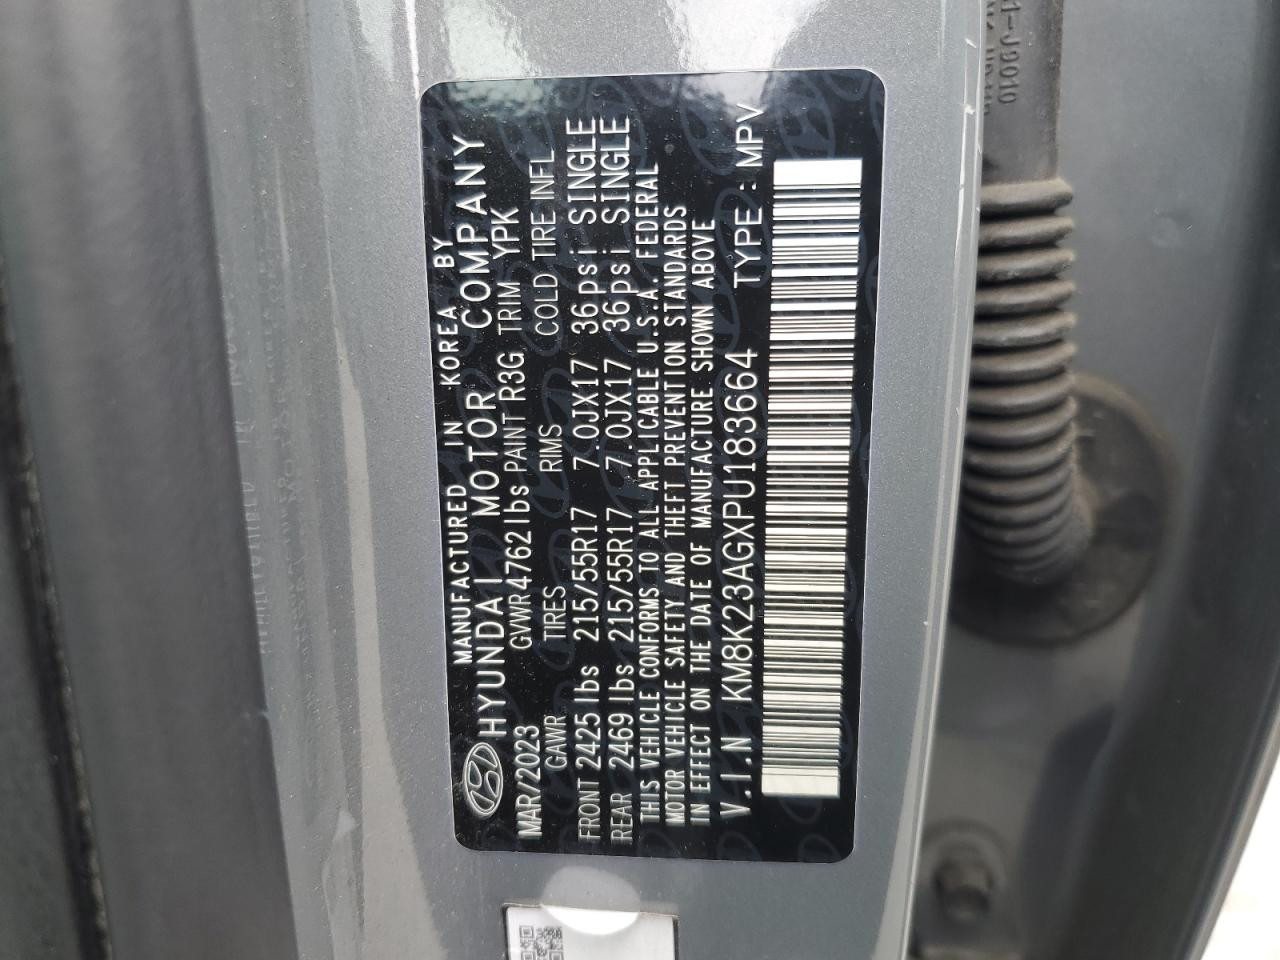 MANUFACTURED IN KOREA BY
HYUNDAI MOTOR COMPANY
MAR/2023 GVWR 4762 lbs PAINT R3G TRIM YPK
GAWR TIRES RIMS COLD TIRE INFL
FRONT 2425 lbs 215/55R17 7.0JX17 36psi SINGLE
REAR 2469 lbs 215/55R17 7.0JX17 36psi SINGLE
THIS VEHICLE CONFORMS TO ALL APPLICABLE U.S.A. FEDERAL
MOTOR VEHICLE SAFETY AND THEFT PREVENTION STANDARDS
IN EFFECT ON THE DATE OF MANUFACTURE SHOWN ABOVE
V.I.N KM8K23AGXPU183664 TYPE : MPV
J9010